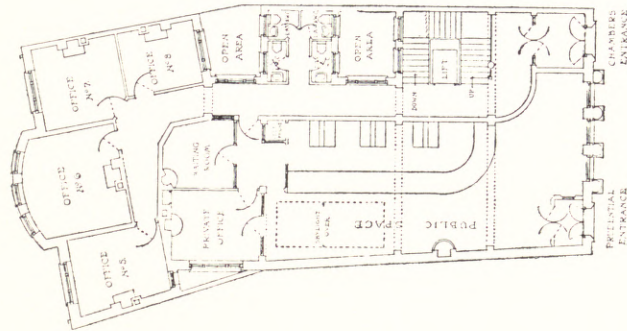 OFFICE
Nº 7
OFFICE
Nº 8
OPEN
AREA
OPEN
AREA
LIFT
DOWN
UP
CHAMBERS
ENTRANCE
OFFICE
Nº 6
WAITING
ROOM
OFFICE
Nº 5
PRIVATE
OFFICE
OVER
PUBLIC
SPACE
PRUDENTIAL
ENTRANCE